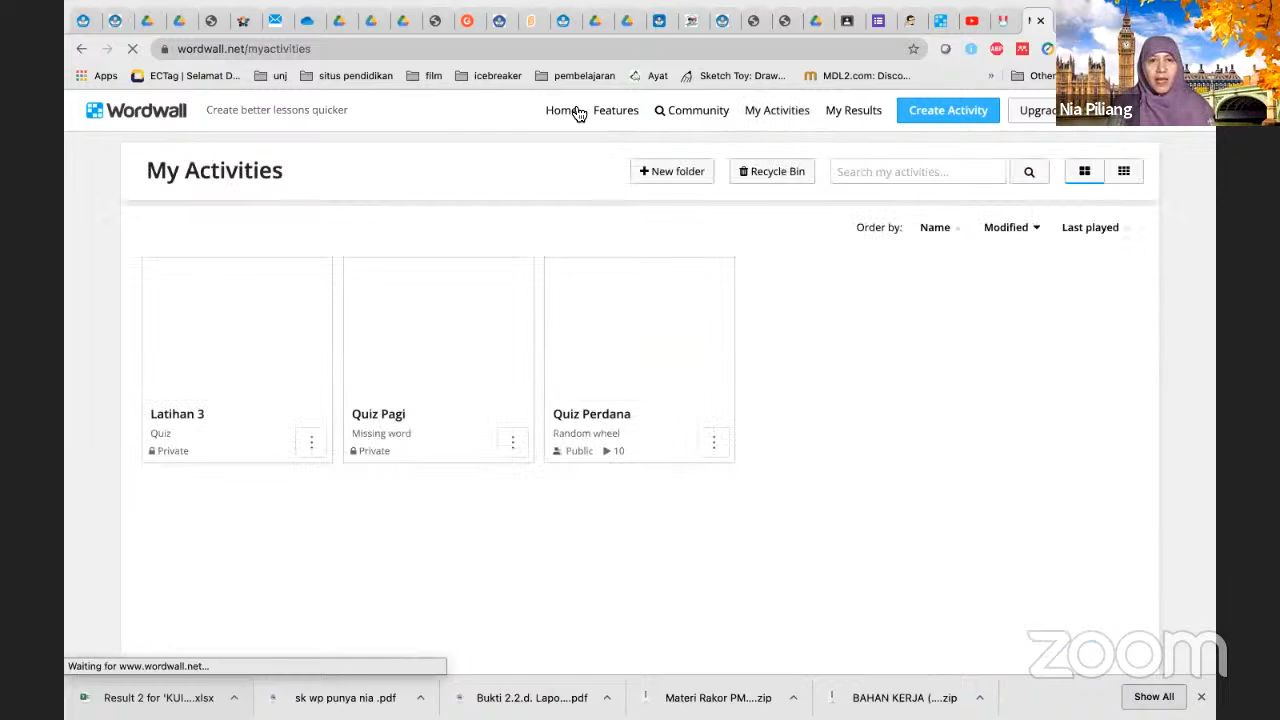 wordwall.net/myactivities
Apps
ECTag | Selamat D...
unj
situs pendidikan
film
icebreaker
pembelajaran
Ayat
Sketch Toy: Draw...
MDL2.com: Disco...
»
Other
Wordwall
Create better lessons quicker
Home
Features
Community
My Activities
My Results
Create Activity
Upgrad
Nia Piliang
My Activities
+ New folder
Recycle Bin
Search my activities...
Order by:
Name
Modified
Last played
Latihan 3
Quiz
Private
Quiz Pagi
Missing word
Private
Quiz Perdana
Random wheel
Public
10
zoom
Waiting for www.wordwall.net...
Result 2 for 'KUI....xlsx
sk wp punya nia .pdf
Bukti 2.2.d. Lapo....pdf
Materi Rakor PM....zip
BAHAN KERJA (....zip
Show All